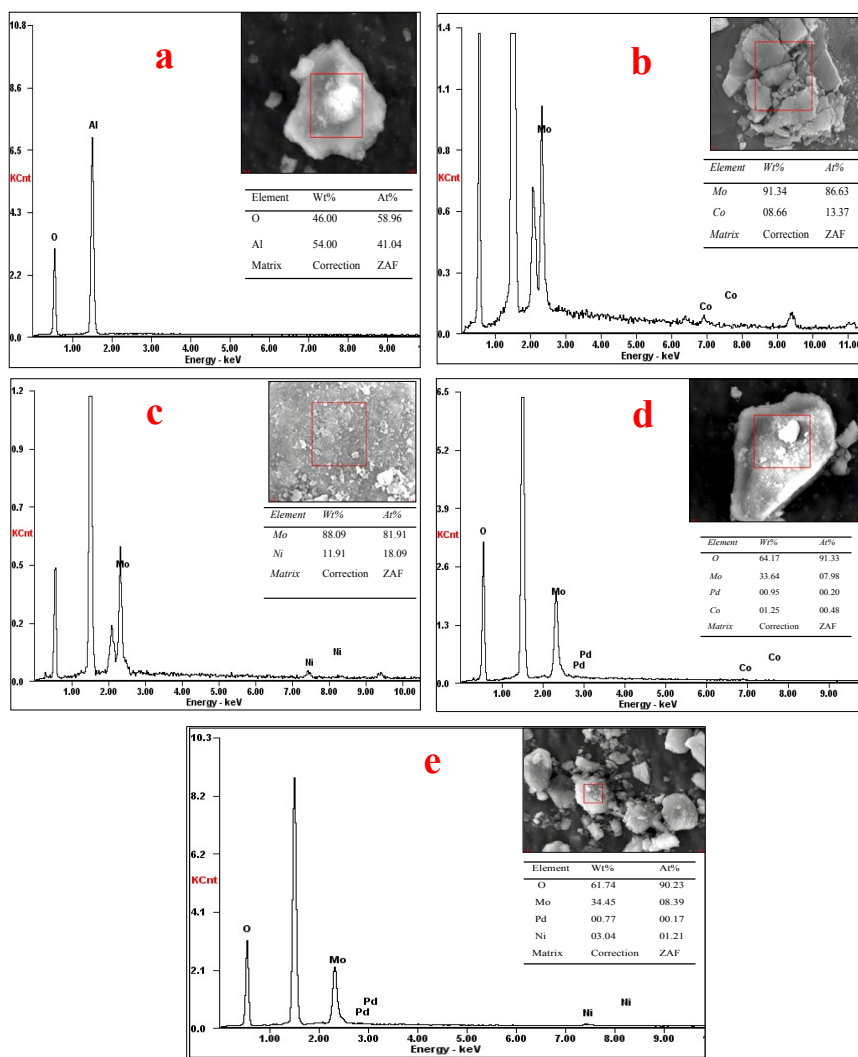 a
10.8
8.6
6.5
KCnt
4.3
2.2
0.0
O
Al
1.00 2.00 3.00 4.00 5.00 6.00 7.00 8.00 9.00
Energy - keV
Element Wt% At%
O 46.00 58.96
Al 54.00 41.04
Matrix Correction ZAF
b
1.4
1.1
0.8
KCnt
0.6
0.3
0.0
Mo
Co
Co
1.00 2.00 3.00 4.00 5.00 6.00 7.00 8.00 9.00 10.00 11.0
Energy - keV
Element Wt% At%
Mo 91.34 86.63
Co 08.66 13.37
Matrix Correction ZAF
c
1.2
0.9
0.7
KCnt
0.5
0.2
0.0
Mo
Ni
Ni
1.00 2.00 3.00 4.00 5.00 6.00 7.00 8.00 9.00 10.00
Energy - keV
Element Wt% At%
Mo 88.09 81.91
Ni 11.91 18.09
Matrix Correction ZAF
d
6.5
5.2
3.9
KCnt
2.6
1.3
0.0
O
Mo
Pd
Pd
Co
Co
1.00 2.00 3.00 4.00 5.00 6.00 7.00 8.00 9.00
Energy - keV
Element Wt% At%
O 64.17 91.33
Mo 33.64 07.98
Pd 00.95 00.20
Co 01.25 00.48
Matrix Correction ZAF
e
10.3
8.2
6.2
KCnt
4.1
2.1
0.0
O
Mo
Pd
Pd
Ni
Ni
1.00 2.00 3.00 4.00 5.00 6.00 7.00 8.00 9.00
Energy - keV
Element Wt% At%
O 61.74 90.23
Mo 34.45 08.39
Pd 00.77 00.17
Ni 03.04 01.21
Matrix Correction ZAF